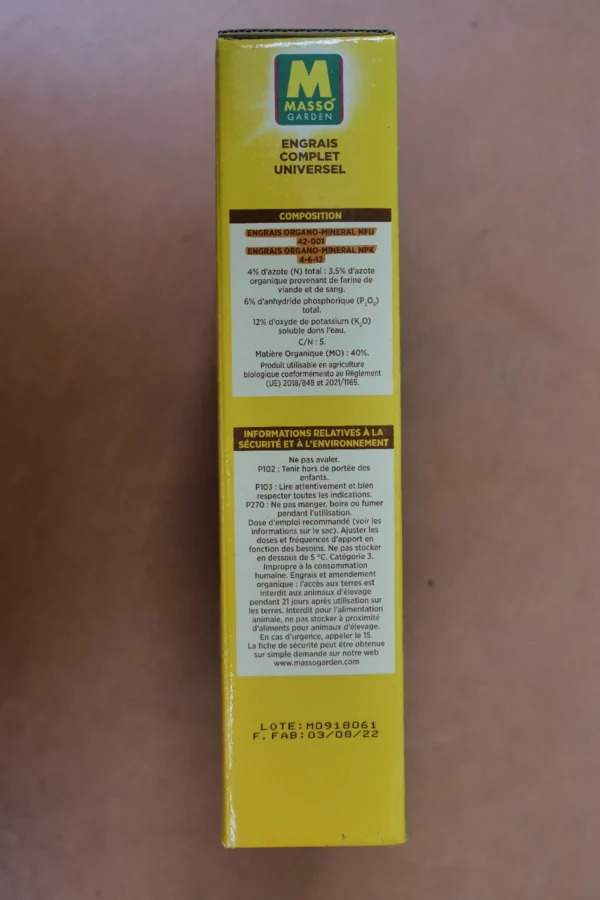 M
MASSÓ
GARDEN
ENGRAIS
COMPLET
UNIVERSEL
COMPOSITION
ENGRAIS ORGANO-MINERAL NFU
42-001
ENGRAIS ORGANO-MINERAL NPK
4-6-12
4% d'azote (N) total : 3,5% d'azote
organique provenant de farine de
viande et de sang.
6% d'anhydride phosphorique (P₂O₅)
total.
12% d'oxyde de potassium (K₂O)
soluble dans l'eau.
C/N : 5.
Matière Organique (MO) : 40%.
Produit utilisable en agriculture
biologique conformémento au Règlement
(UE) 2018/848 et 2021/1165.
INFORMATIONS RELATIVES À LA
SÉCURITÉ ET À L'ENVIRONNEMENT
Ne pas avaler.
P102 : Tenir hors de portée des
enfants.
P103 : Lire attentivement et bien
respecter toutes les indications.
P270 : Ne pas manger, boire ou fumer
pendant l'utilisation.
Dose d'emploi recommandé (voir les
informations sur le sac). Ajuster les
doses et fréquences d'apport en
fonction des besoins. Ne pas stocker
en dessous de 5 °C. Catégorie 3.
Impropre à la consommation
humaine. Engrais et amendement
organique : l'accès aux terres est
interdit aux animaux d'élevage
pendant 21 jours après utilisation sur
les terres. Interdit pour l'alimentation
animale, ne pas stocker à proximité
d'aliments pour animaux d'élevage.
En cas d'urgence, appeler le 15.
La fiche de sécurité peut être obtenue
sur simple demande sur notre web
www.massogarden.com
LOTE: M0918061
F. FAB: 03/08/22